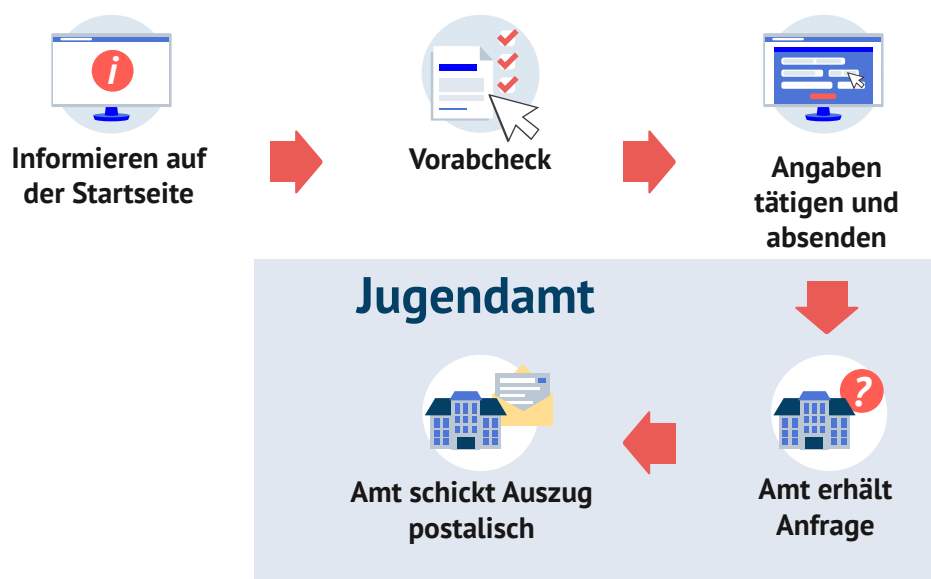 Informieren auf
der Startseite
Vorabcheck
Angaben
tätigen und
absenden
Jugendamt
Amt erhält
Anfrage
Amt schickt Auszug
postalisch